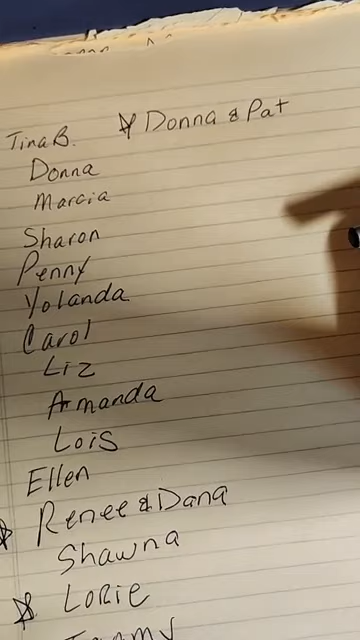 Tina B. ☆ Donna & Pat
Donna
Marcia
Sharon
Penny
Yolanda
Carol
Liz
Amanda
Lois
Ellen
☆ Renee & Dana
Shawna
☆ LORIE